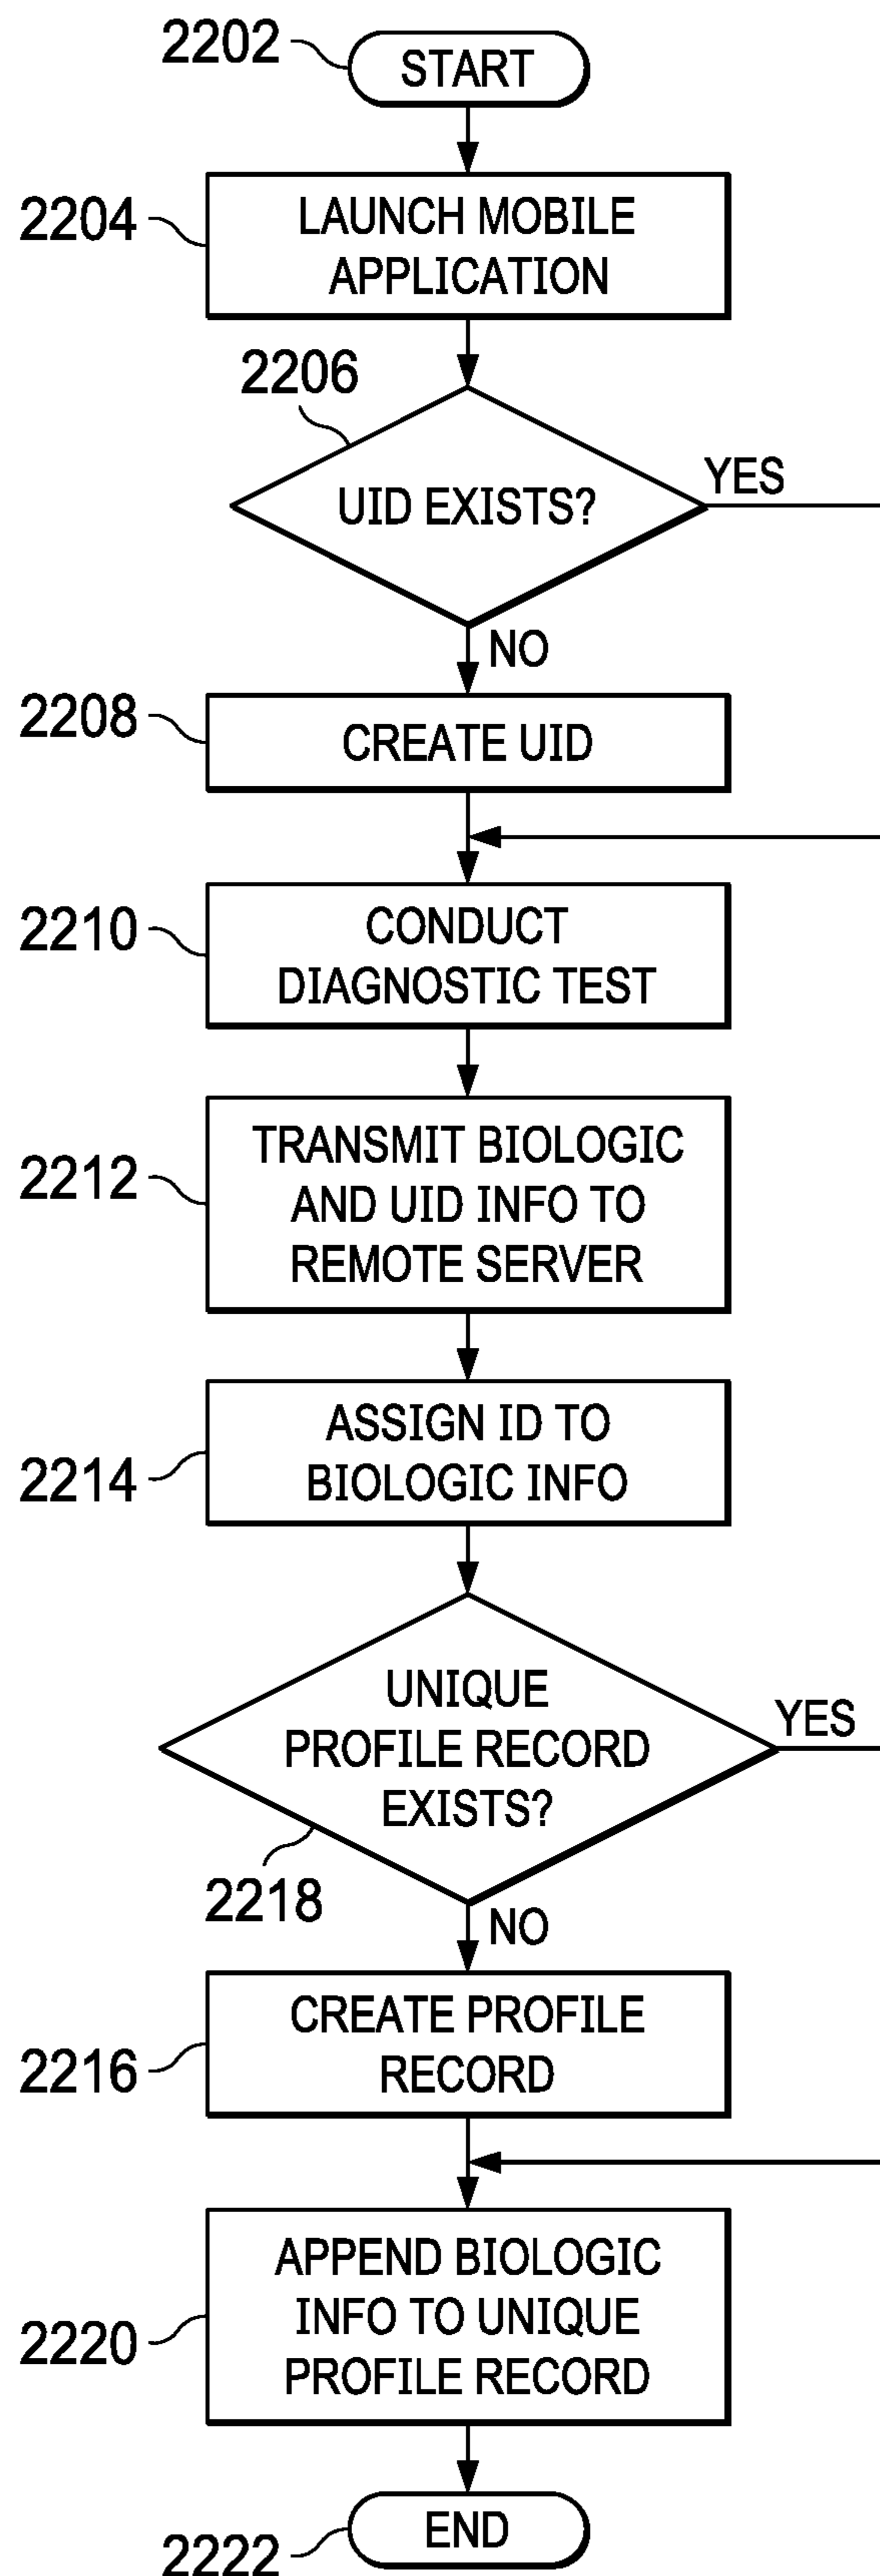 2202
START
2204
LAUNCH MOBILE
APPLICATION
2206
UID EXISTS?
YES
NO
2208
CREATE UID
2210
CONDUCT
DIAGNOSTIC TEST
2212
TRANSMIT BIOLOGIC
AND UID INFO TO
REMOTE SERVER
2214
ASSIGN ID TO
BIOLOGIC INFO
UNIQUE
PROFILE RECORD
EXISTS?
YES
2218
NO
2216
CREATE PROFILE
RECORD
2220
APPEND BIOLOGIC
INFO TO UNIQUE
PROFILE RECORD
2222
END